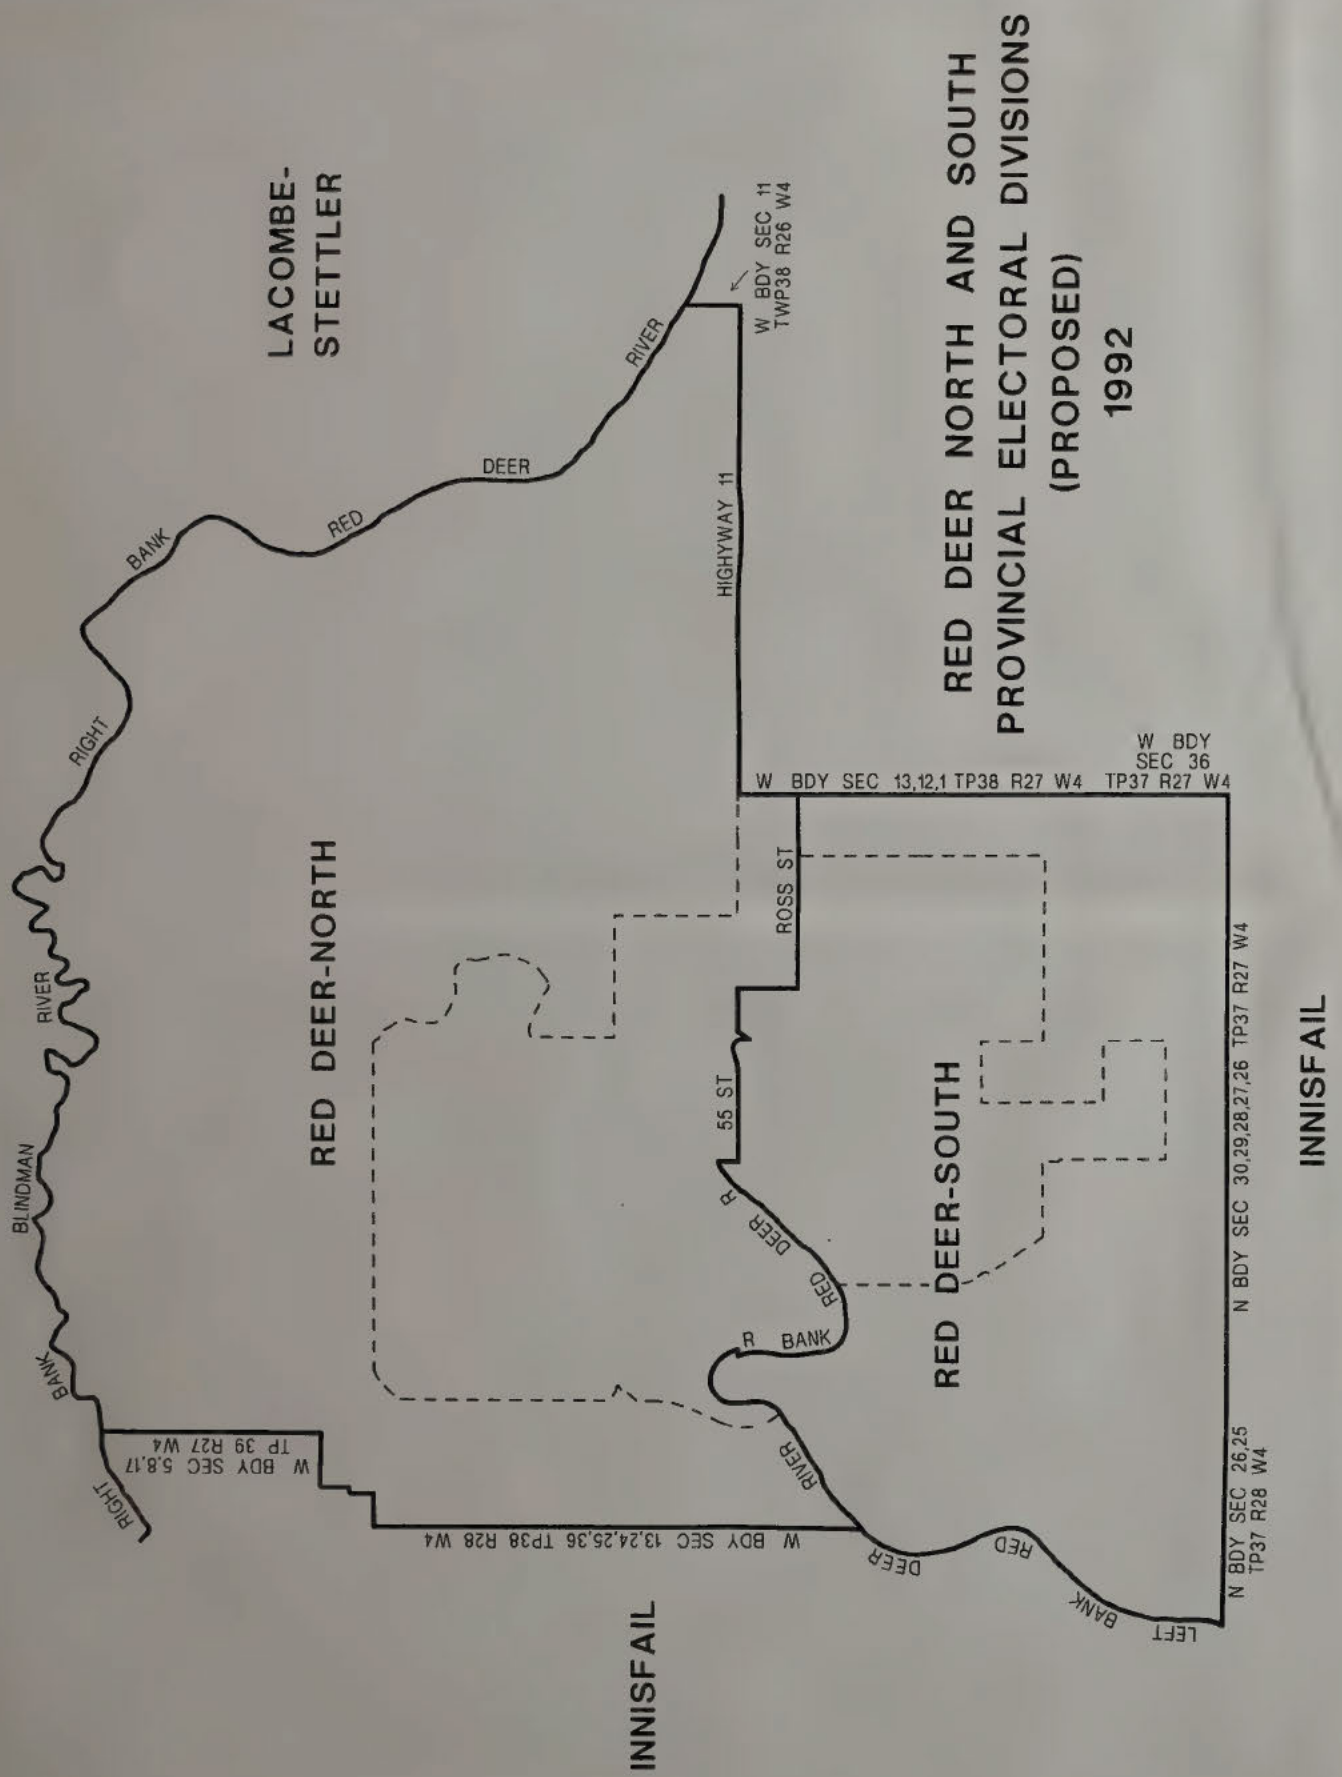 LACOMBE-
STETTLER
RIGHT
BANK
BLINDMAN
RIVER
RIGHT
BANK
RED
DEER
RIVER
W BDY SEC 5,8,17
TP 39 R27 W4
RED DEER-NORTH
W BDY SEC 13,24,25,36 TP38 R28 W4
HIGHYWAY 11
W BDY SEC 11
TWP38 R26 W4
INNISFAIL
RIVER
R BANK
RED
DEER
R
55 ST
ROSS ST
W BDY SEC 13,12,1 TP38 R27 W4
W BDY
SEC 36
TP37 R27 W4
RED DEER-SOUTH
DEER
RED
BANK
LEFT
N BDY SEC 26,25
TP37 R28 W4
N BDY SEC 30,29,28,27,26 TP37 R27 W4
INNISFAIL
RED DEER NORTH AND SOUTH
PROVINCIAL ELECTORAL DIVISIONS
(PROPOSED)
1992